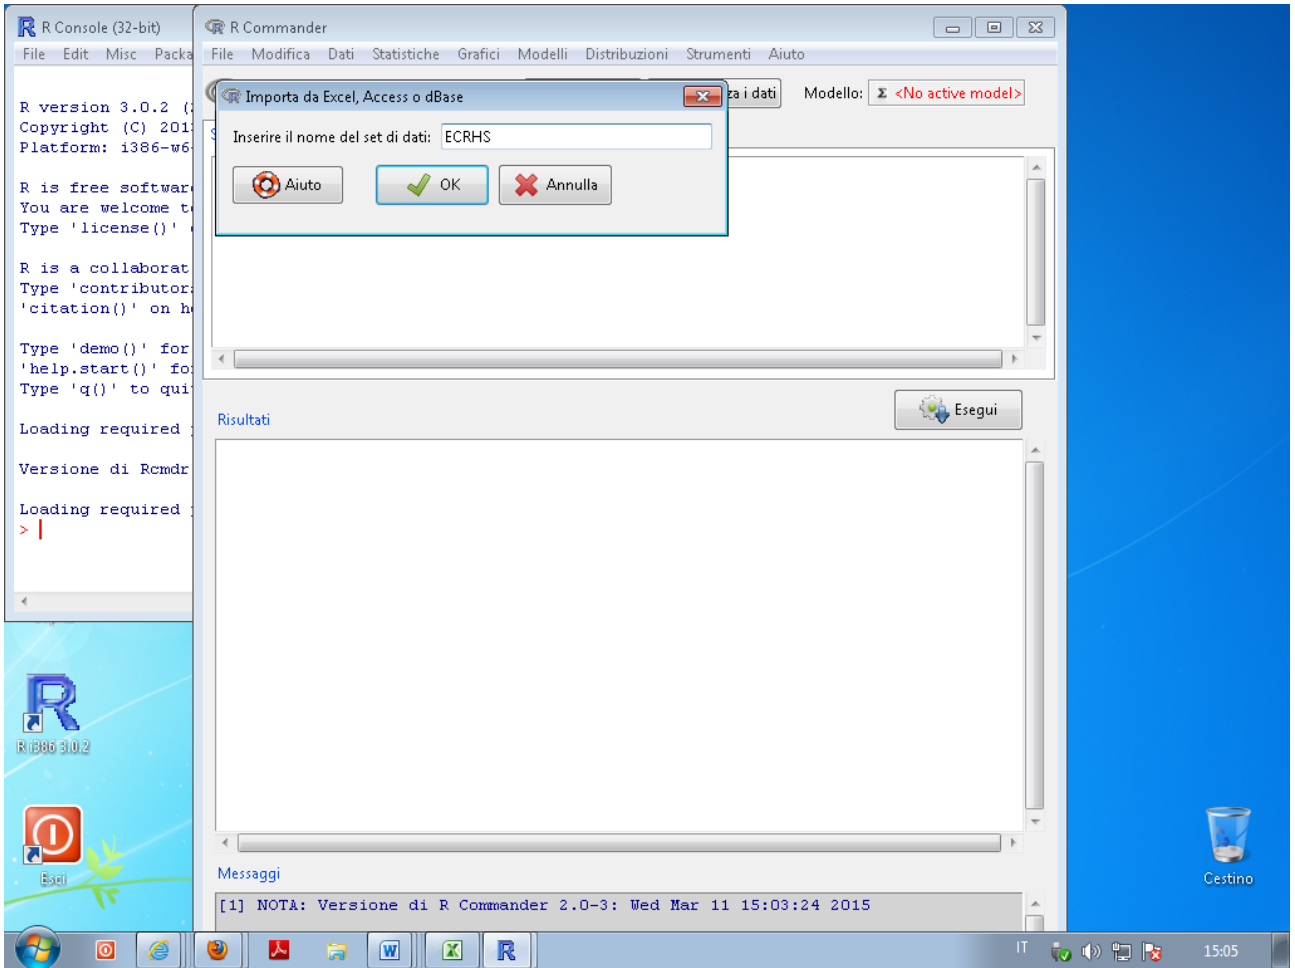 R Console (32-bit)
File Edit Misc Packa
R version 3.0.2 (
Copyright (C) 201
Platform: i386-w6
R is free softwar
You are welcome t
Type 'license()'
R is a collaborat
Type 'contributor
'citation()' on h
Type 'demo()' for
'help.start()' fo
Type 'q()' to qui
Loading required
Versione di Rcmdr
Loading required
>
R Commander
File Modifica Dati Statistiche Grafici Modelli Distribuzioni Strumenti Aiuto
za i dati Modello: Σ <No active model>
Importa da Excel, Access o dBase
Inserire il nome del set di dati: ECRHS
Aiuto OK Annulla
Esegui
Risultati
Messaggi
[1] NOTA: Versione di R Commander 2.0-3: Wed Mar 11 15:03:24 2015
R i386 3.0.2
Esci
Cestino
IT 15:05